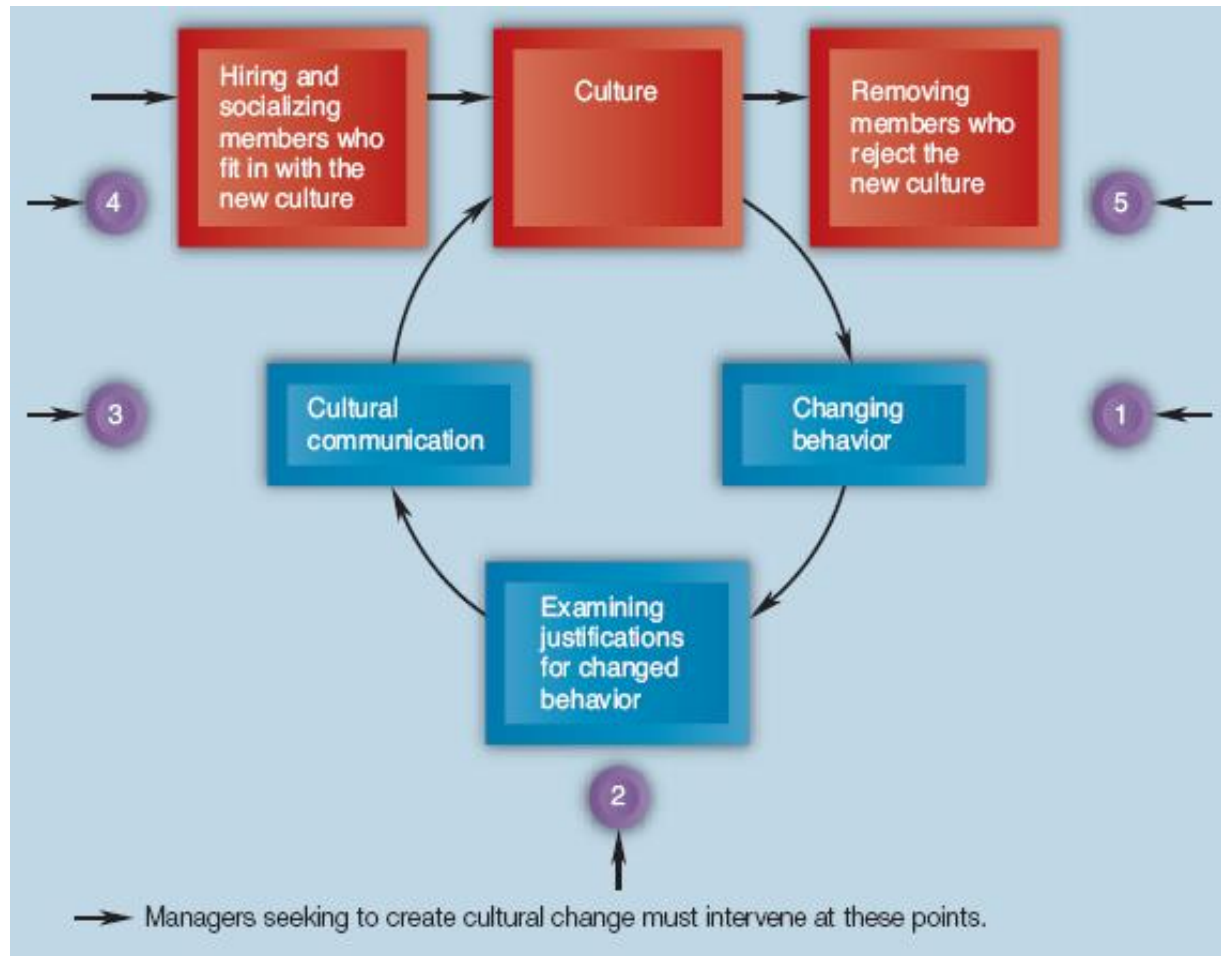 Hiring and
socializing
members who
fit in with the
new culture
Culture
Removing
members who
reject the
new culture
4
5
Cultural
communication
3
Changing
behavior
1
Examining
justifications
for changed
behavior
2
Managers seeking to create cultural change must intervene at these points.